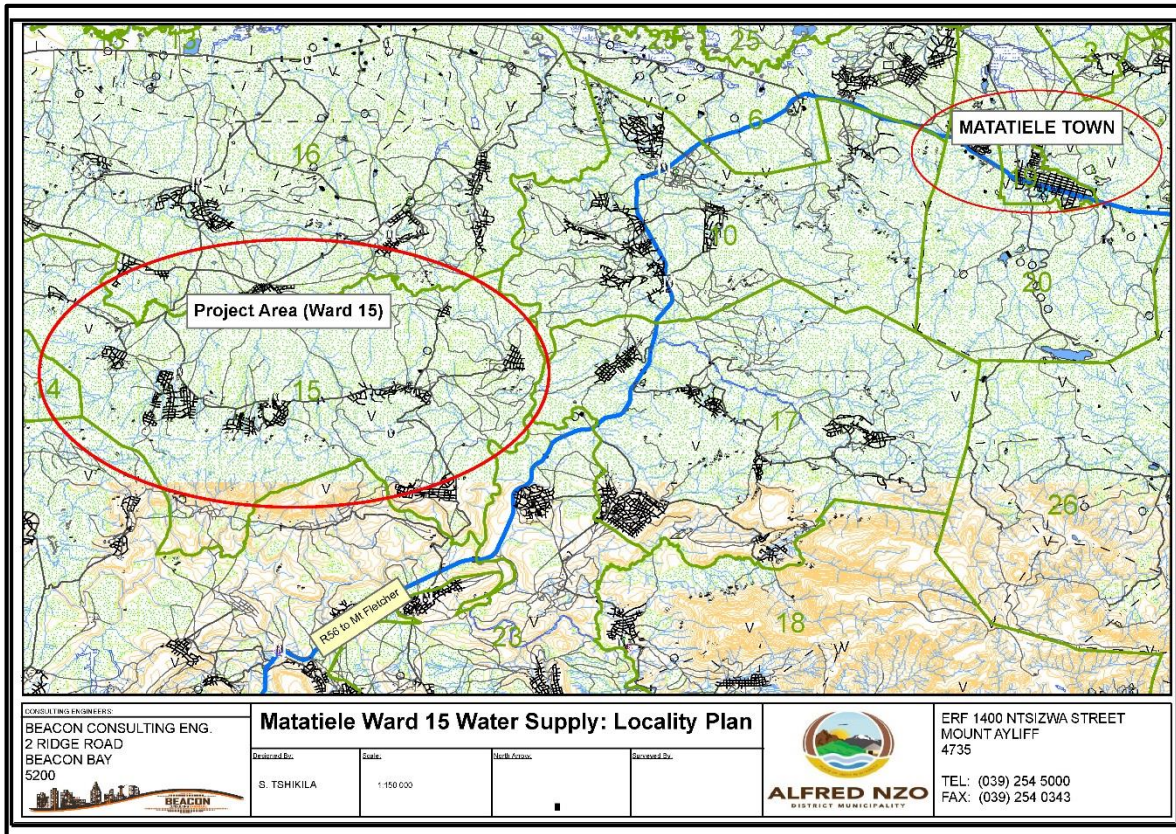 25
6
MATATIELE TOWN
16
10
20
Project Area (Ward 15)
4
15
17
26
R56 to Mt Fletcher
18
23
CONSULTING ENGINEERS:
BEACON CONSULTING ENG.
2 RIDGE ROAD
BEACON BAY
5200
BEACON
Matatiele Ward 15 Water Supply: Locality Plan
Designed By:
S. TSHIKILA
Scale:
1:150 000
North Arrow:
Surveyed By:
ALFRED NZO
DISTRICT MUNICIPALITY
ERF 1400 NTSIZWA STREET
MOUNT AYLIFF
4735
TEL: (039) 254 5000
FAX: (039) 254 0343